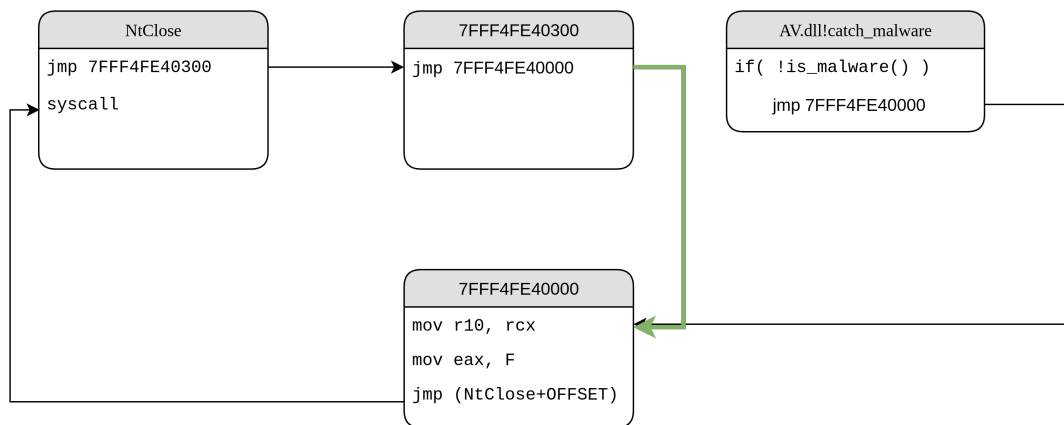 NtClose
jmp 7FFF4FE40300
syscall
7FFF4FE40300
jmp 7FFF4FE40000
AV.dll!catch_malware
if( !is_malware() )
jmp 7FFF4FE40000
7FFF4FE40000
mov r10, rcx
mov eax, F
jmp (NtClose+OFFSET)